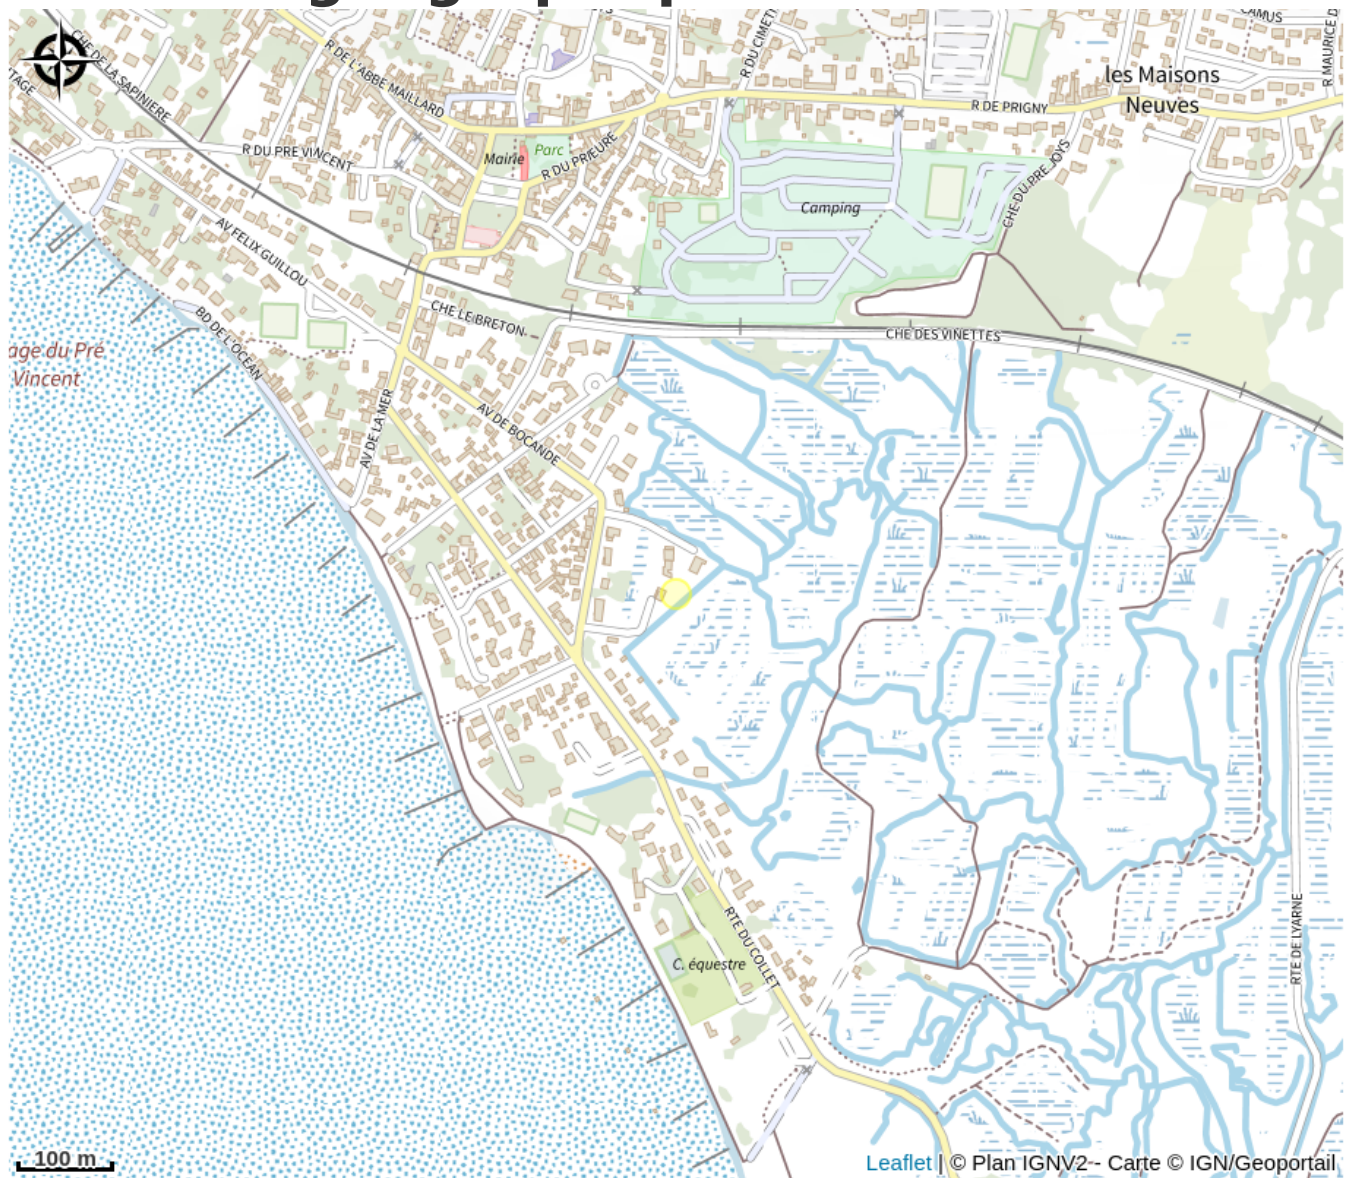 CHE DE LA SAPINIERE
TAGE
R DE L'ABBE MAILLARD
R DU CIMETI
CAMUS
R MAURICE D
les Maisons
Neuves
R DE PRIGNY
R DU PRE VINCENT
Mairie
Parc
R DU PRIEURE
CHE DU PRE JOYS
Camping
AV FELIX GUILLOU
CHE LE BRETON
CHE DES VINETTES
BD DE L'OCEAN
age du Pré
Vincent
AV DE LA MER
AV DE BOCANDE
RTE DU COLLET
C. équestre
RTE DE LYARNE
100 m
Leaflet | © Plan IGNV2 - Carte © IGN/Geoportail